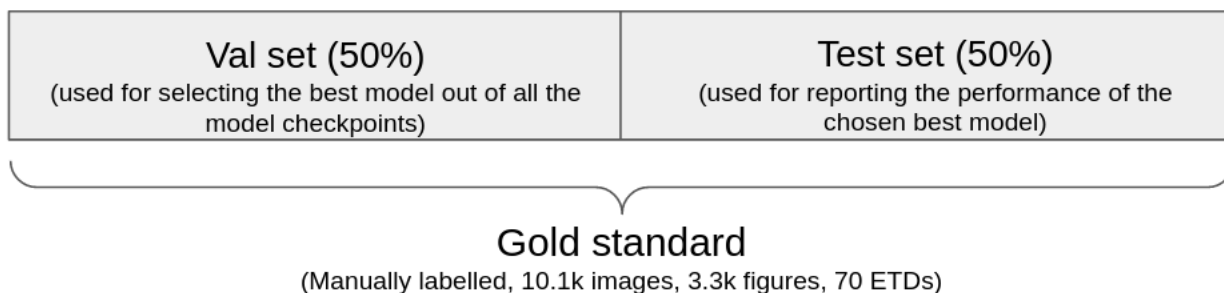 Val set (50%)
(used for selecting the best model out of all the
model checkpoints)
Test set (50%)
(used for reporting the performance of the
chosen best model)
Gold standard
(Manually labelled, 10.1k images, 3.3k figures, 70 ETDs)